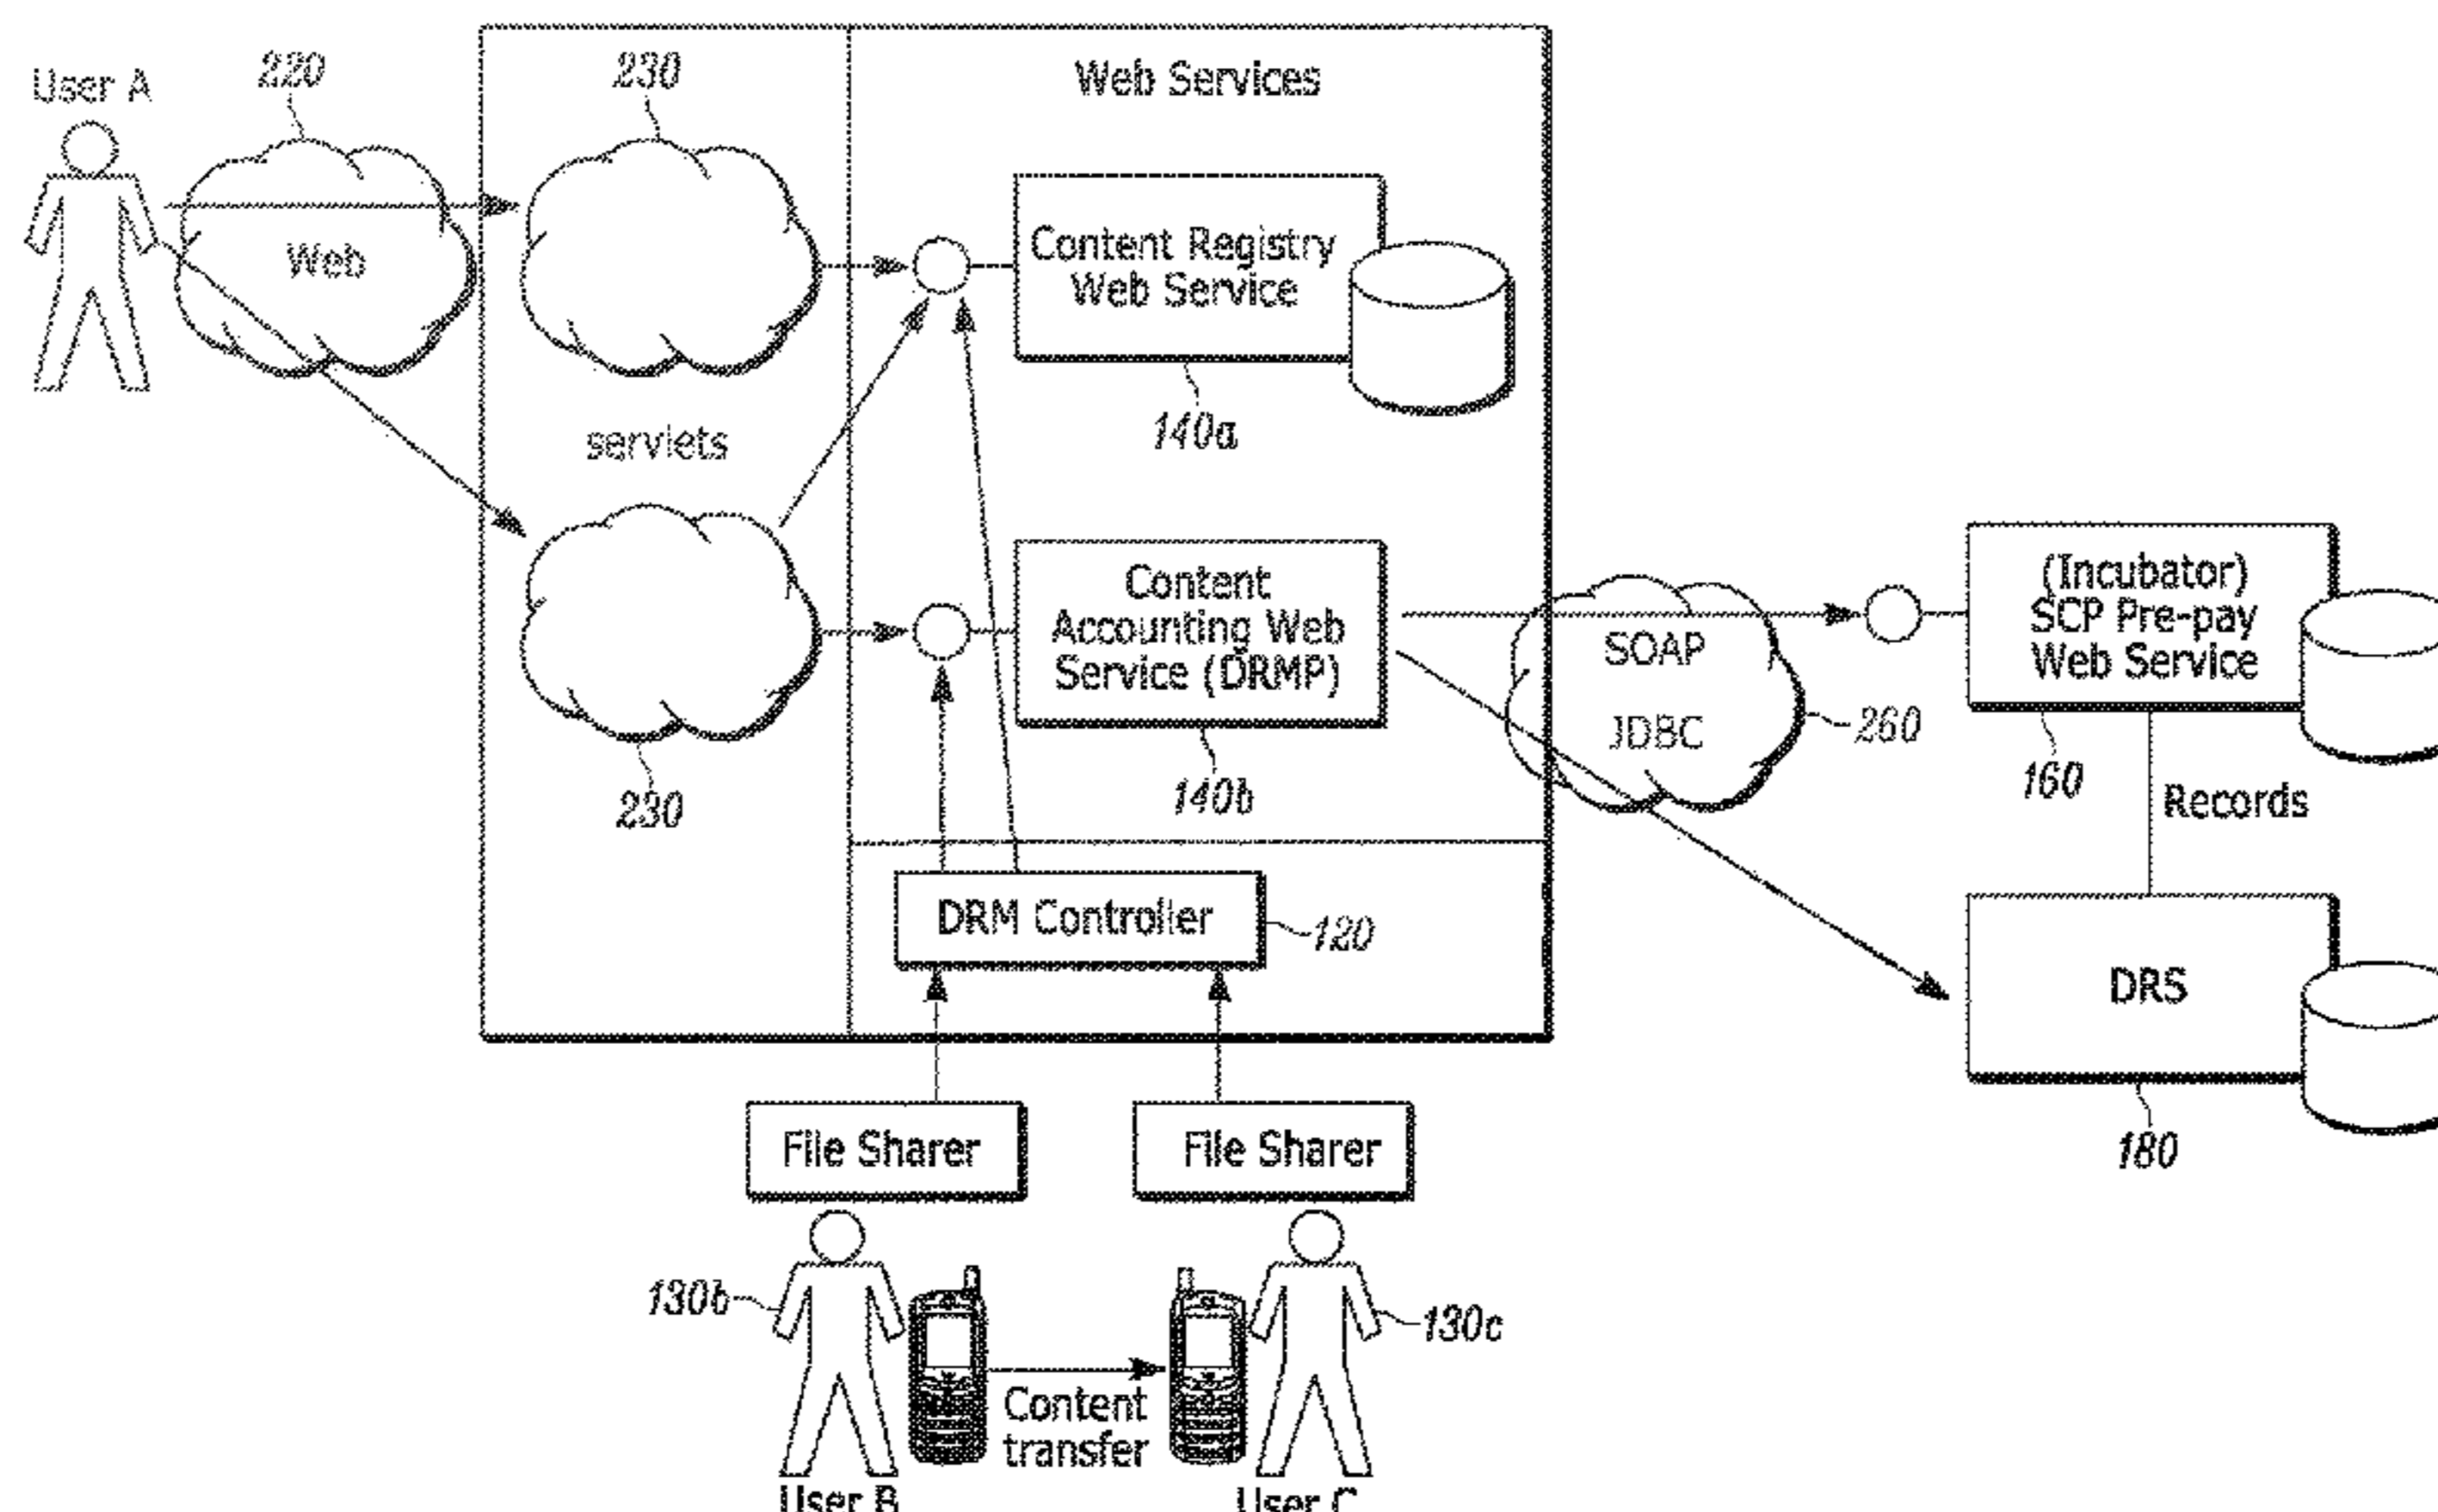 User A
220
230
Web Services
Web
Content Registry
Web Service
140a
servlets
Content
Accounting Web
Service (DRMP)
140b
230
SOAP
JDBC
260
(Incubator)
SCP Pre-pay
Web Service
160
Records
DRM Controller
120
DRS
180
File Sharer
File Sharer
130b
130c
Content
transfer
User B
User C